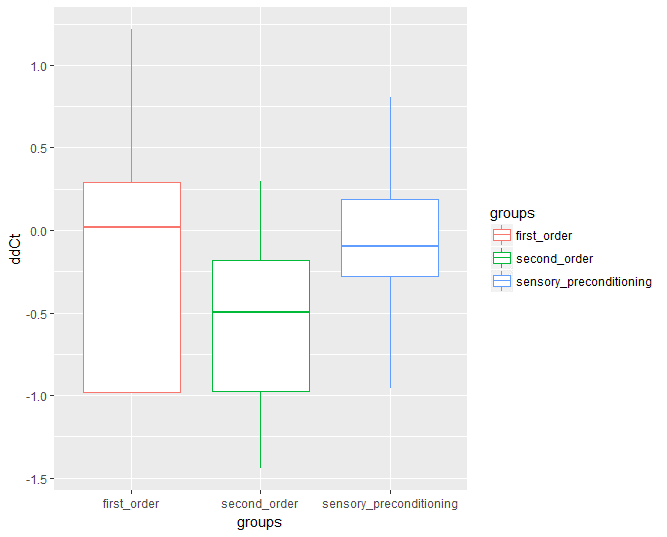 ddCt
1.0
0.5
0.0
-0.5
-1.0
-1.5
first_order
second_order
sensory_preconditioning
groups
groups
first_order
second_order
sensory_preconditioning